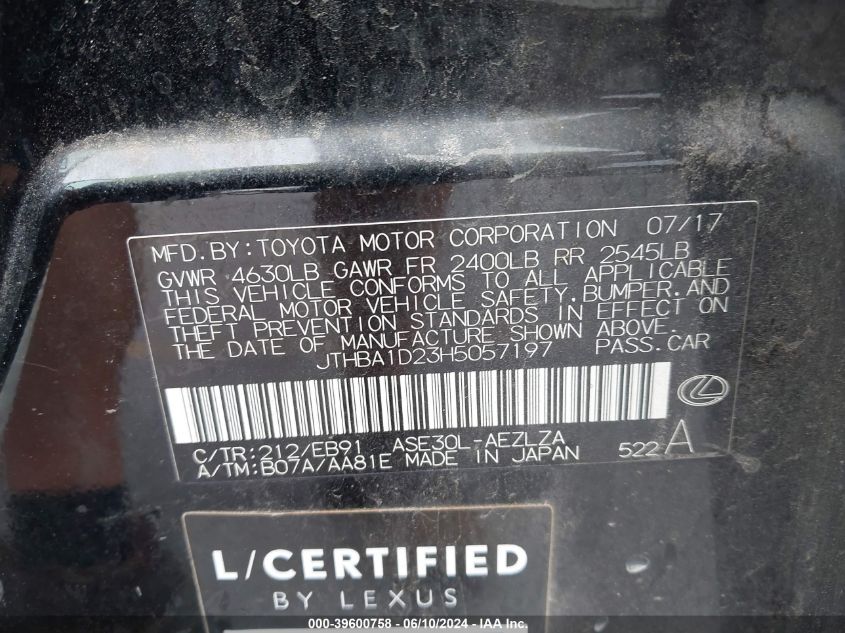 MFD.BY:TOYOTA MOTOR CORPORATION 07/17
GVWR 4630LB GAWR FR 2400LB RR 2545LB
THIS VEHICLE CONFORMS TO ALL APPLICABLE
FEDERAL MOTOR VEHICLE SAFETY,BUMPER,AND
THEFT PREVENTION STANDARDS IN EFFECT ON
THE DATE OF MANUFACTURE SHOWN ABOVE.
JTHBA1D23H5057197 PASS.CAR
C/TR:212/EB91 ASE30L-AEZLZA
A/TM:B07A/AA81E MADE IN JAPAN 522 A
L/CERTIFIED
BY LEXUS
000-39600758 - 06/10/2024 - IAA Inc.